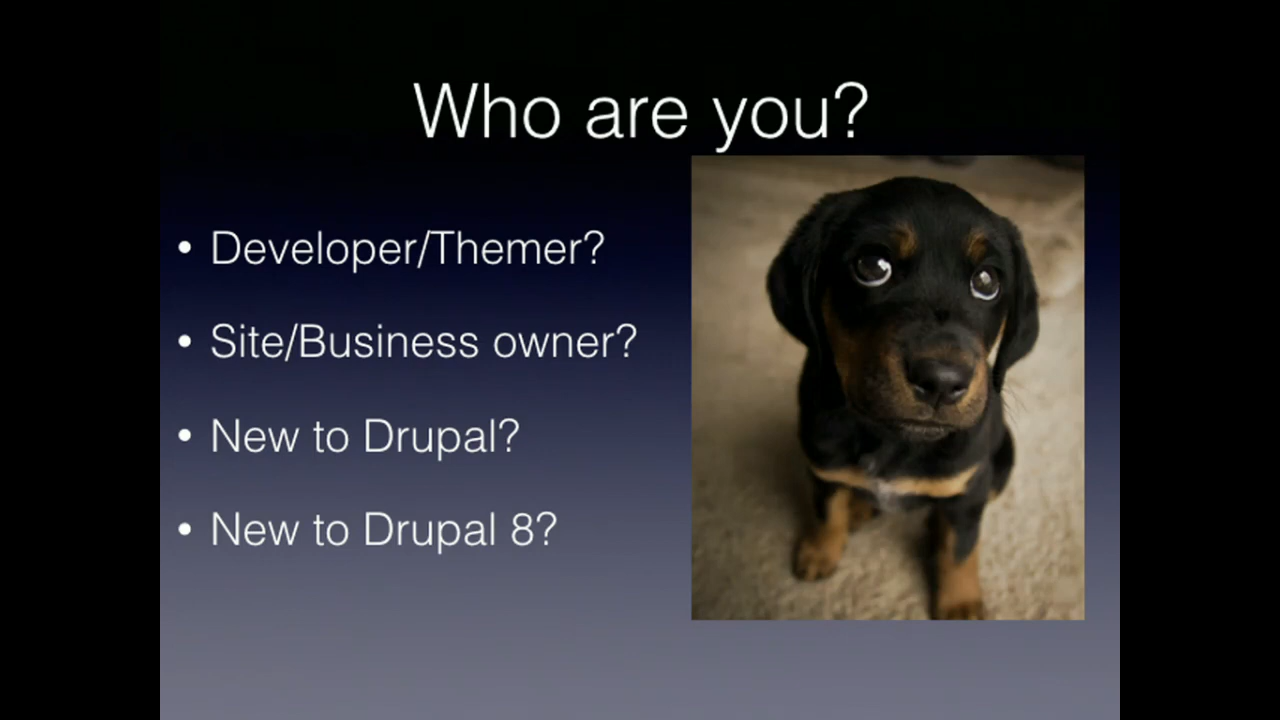 Who are you?
• Developer/Themer?
• Site/Business owner?
• New to Drupal?
• New to Drupal 8?